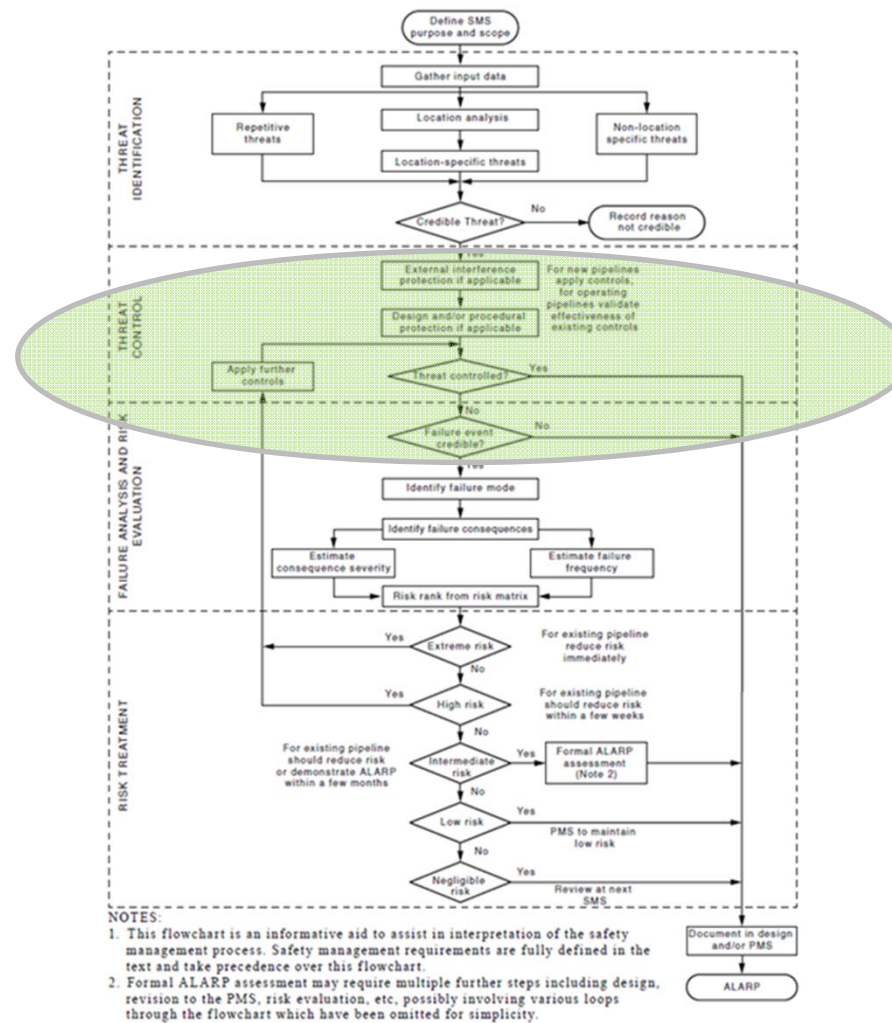 Define SMS
purpose and scope
THREAT
IDENTIFICATION
Gather input data
Repetitive
threats
Location analysis
Non-location
specific threats
Location-specific threats
Credible Threat?
No
Record reason
not credible
Yes
THREAT
CONTROL
External interference
protection if applicable
For new pipelines
apply controls,
for operating
pipelines validate
effectiveness of
existing controls
Design and/or procedural
protection if applicable
Apply further
controls
Threat controlled?
Yes
No
FAILURE ANALYSIS AND RISK
EVALUATION
Failure event
credible?
No
Yes
Identify failure mode
Identify failure consequences
Estimate
consequence severity
Estimate failure
frequency
Risk rank from risk matrix
RISK TREATMENT
Yes
Extreme risk
For existing pipeline
reduce risk
immediately
No
Yes
High risk
For existing pipeline
should reduce risk
within a few weeks
No
For existing pipeline
should reduce risk
or demonstrate ALARP
within a few months
Intermediate
risk
Yes
Formal ALARP
assessment
(Note 2)
No
Low risk
Yes
PMS to maintain
low risk
No
Negligible
risk
Yes
Review at next
SMS
Document in design
and/or PMS
ALARP
NOTES:
1. This flowchart is an informative aid to assist in interpretation of the safety
management process. Safety management requirements are fully defined in the
text and take precedence over this flowchart.
2. Formal ALARP assessment may require multiple further steps including design,
revision to the PMS, risk evaluation, etc, possibly involving various loops
through the flowchart which have been omitted for simplicity.